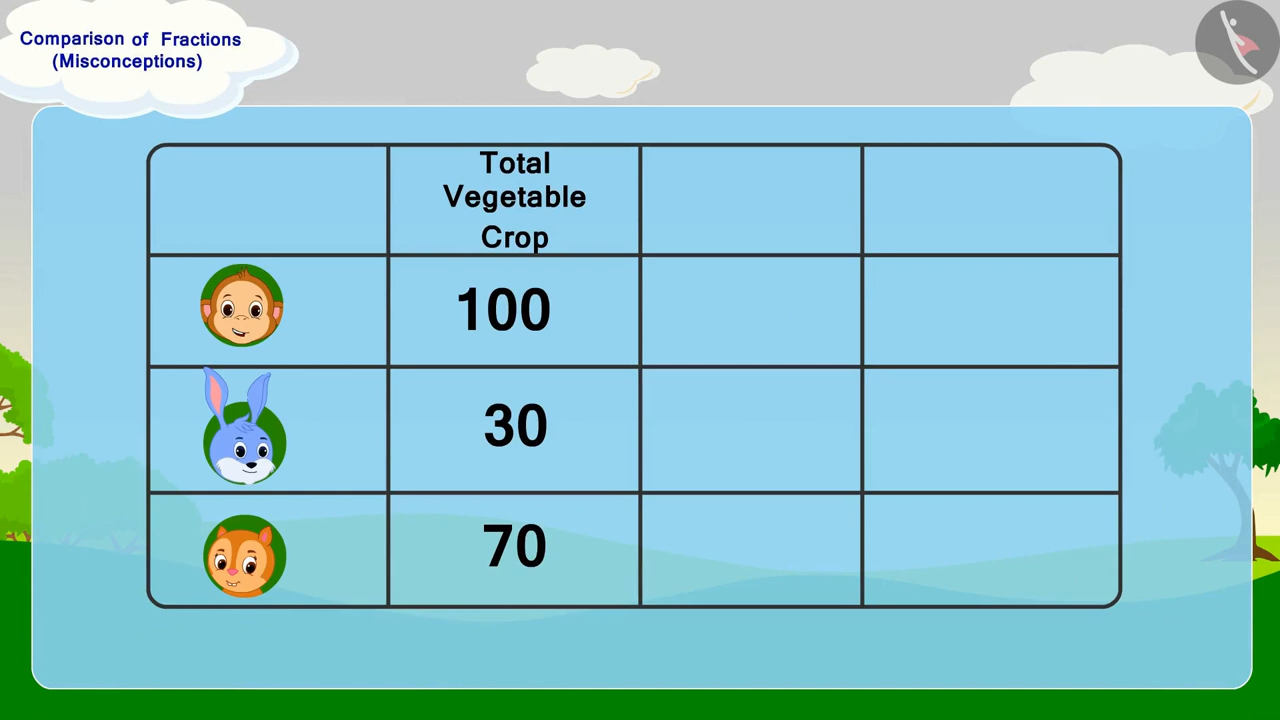 Comparison of Fractions
(Misconceptions)
Total
Vegetable
Crop
100
30
70